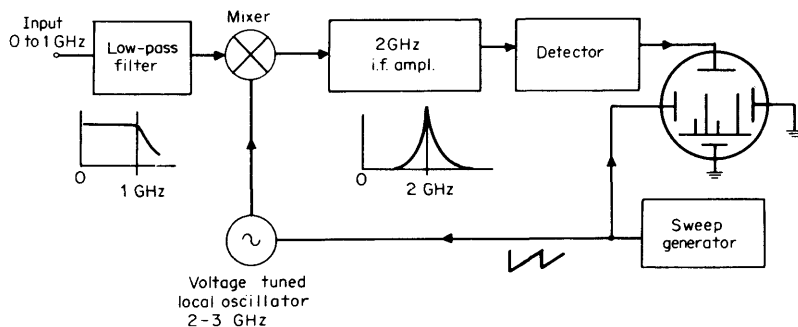 Input
0 to 1 GHz
Low-pass
filter
Mixer
2GHz
i.f. ampl.
Detector
0
1 GHz
0
2 GHz
Sweep
generator
Voltage tuned
local oscillator
2-3 GHz